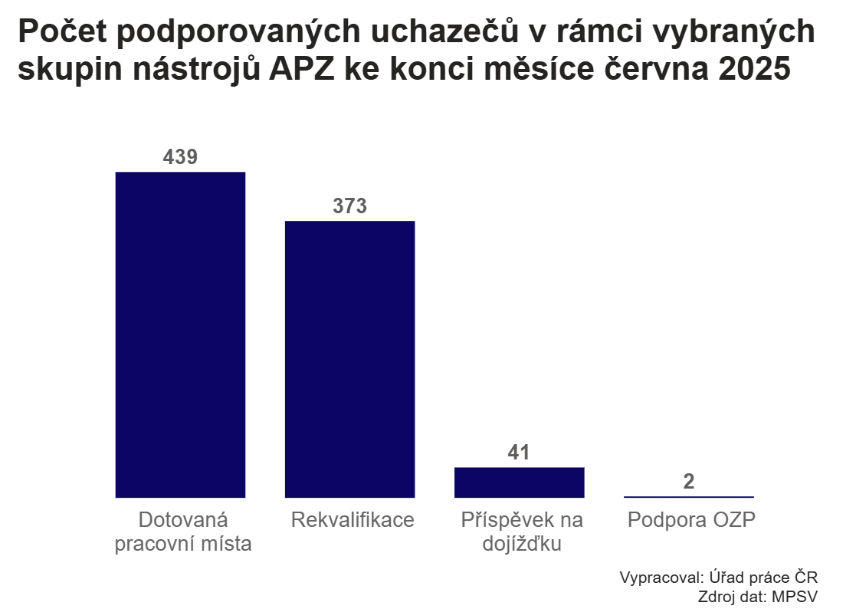 Počet podporovaných uchazečů v rámci vybraných
skupin nástrojů APZ ke konci měsíce června 2025
439
373
41
2
Dotovaná
pracovní místa
Rekvalifikace
Příspěvek na
dojížďku
Podpora OZP
Vypracoval: Úřad práce ČR
Zdroj dat: MPSV